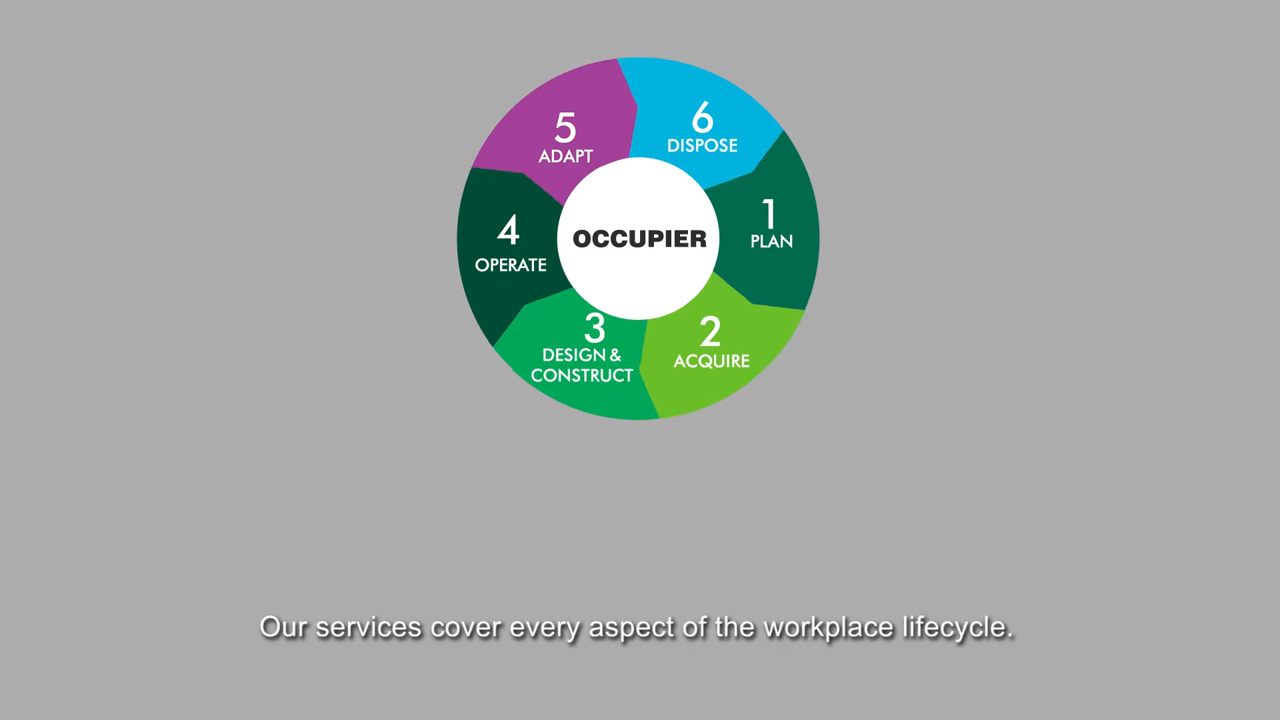 5
ADAPT
6
DISPOSE
1
PLAN
4
OPERATE
OCCUPIER
3
DESIGN &
CONSTRUCT
2
ACQUIRE
Our services cover every aspect of the workplace lifecycle.